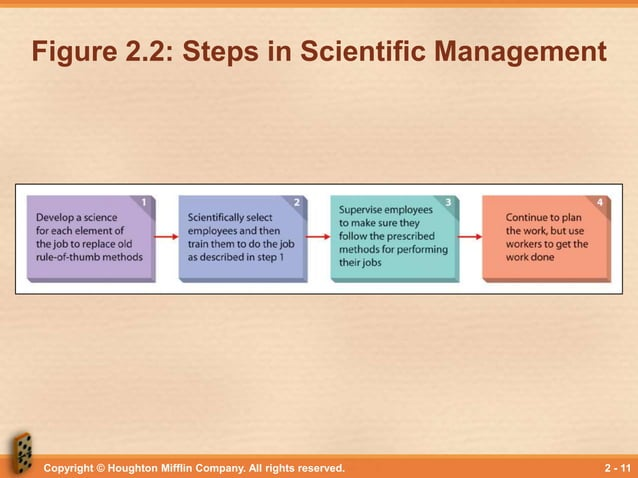 Figure 2.2: Steps in Scientific Management
1
Develop a science
for each element of
the job to replace old
rule-of-thumb methods
2
Scientifically select
employees and then
train them to do the job
as described in step 1
3
Supervise employees
to make sure they
follow the prescribed
methods for performing
their jobs
4
Continue to plan
the work, but use
workers to get the
work done
Copyright © Houghton Mifflin Company. All rights reserved.
2 - 11